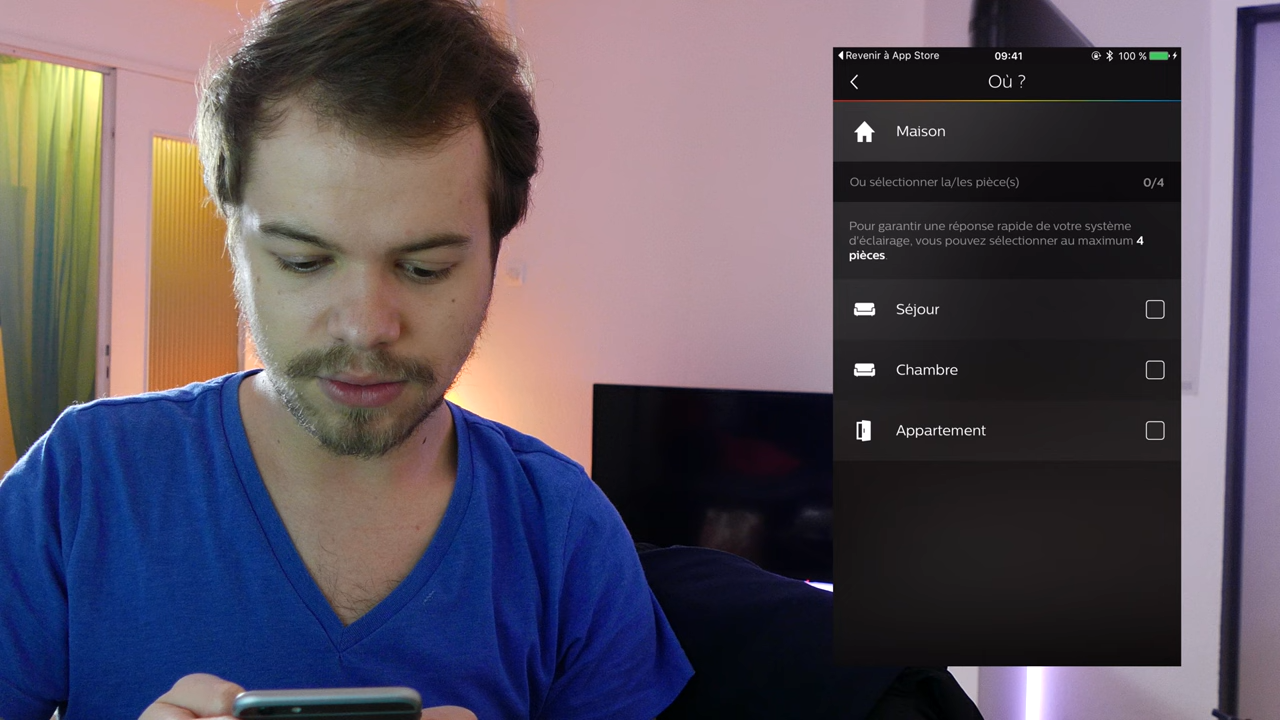 Revenir à App Store
09:41
100 %
Où ?
Maison
Ou sélectionner la/les pièce(s)
0/4
Pour garantir une réponse rapide de votre système
d'éclairage, vous pouvez sélectionner au maximum 4
pièces.
Séjour
Chambre
Appartement